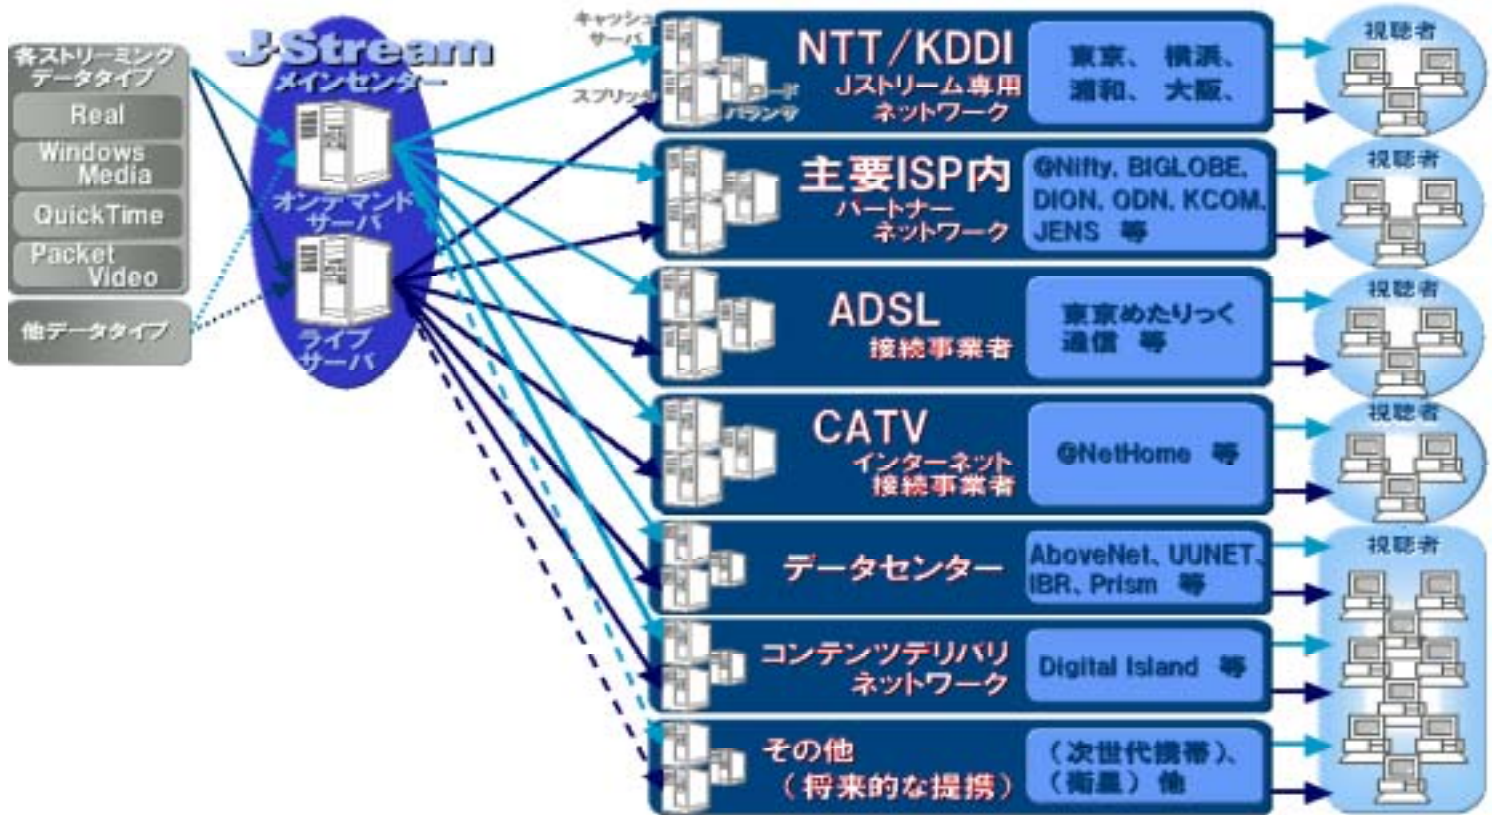 各ストリーミング
データタイプ
Real
Windows
Media
QuickTime
Packet
Video
他データタイプ
J-Stream
メインセンター
オンデマンド
サーバ
ライブ
サーバ
キャッシュ
サーバ
スプリッタ
ロード
バランサ
NTT/KDDI
Jストリーム専用
ネットワーク
東京、 横浜、
浦和、 大阪、
視聴者
主要ISP内
パートナー
ネットワーク
@Nifty, BIGLOBE,
DION, ODN, KCOM,
JENS 等
視聴者
ADSL
接続事業者
東京めたりっく
通信 等
視聴者
CATV
インターネット
接続事業者
@NetHome 等
視聴者
データセンター
AboveNet、UUNET、
IBR、Prism 等
視聴者
コンテンツデリバリ
ネットワーク
Digital Island 等
その他
(将来的な提携)
(次世代携帯)、
(衛星) 他